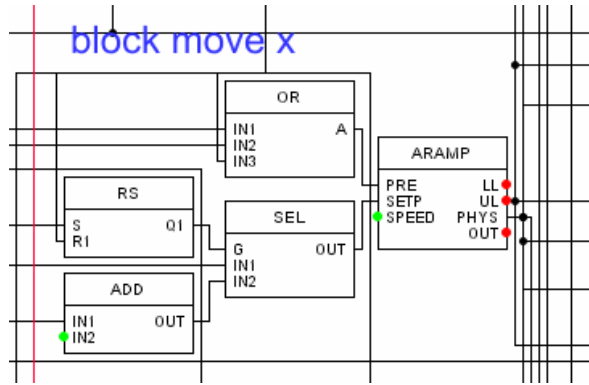 block move x
OR
IN1 A
IN2
IN3
ARAMP
PRE LL
SETP UL
SPEED PHYS
OUT
RS
S Q1
R1
SEL
G OUT
IN1
IN2
ADD
IN1 OUT
IN2